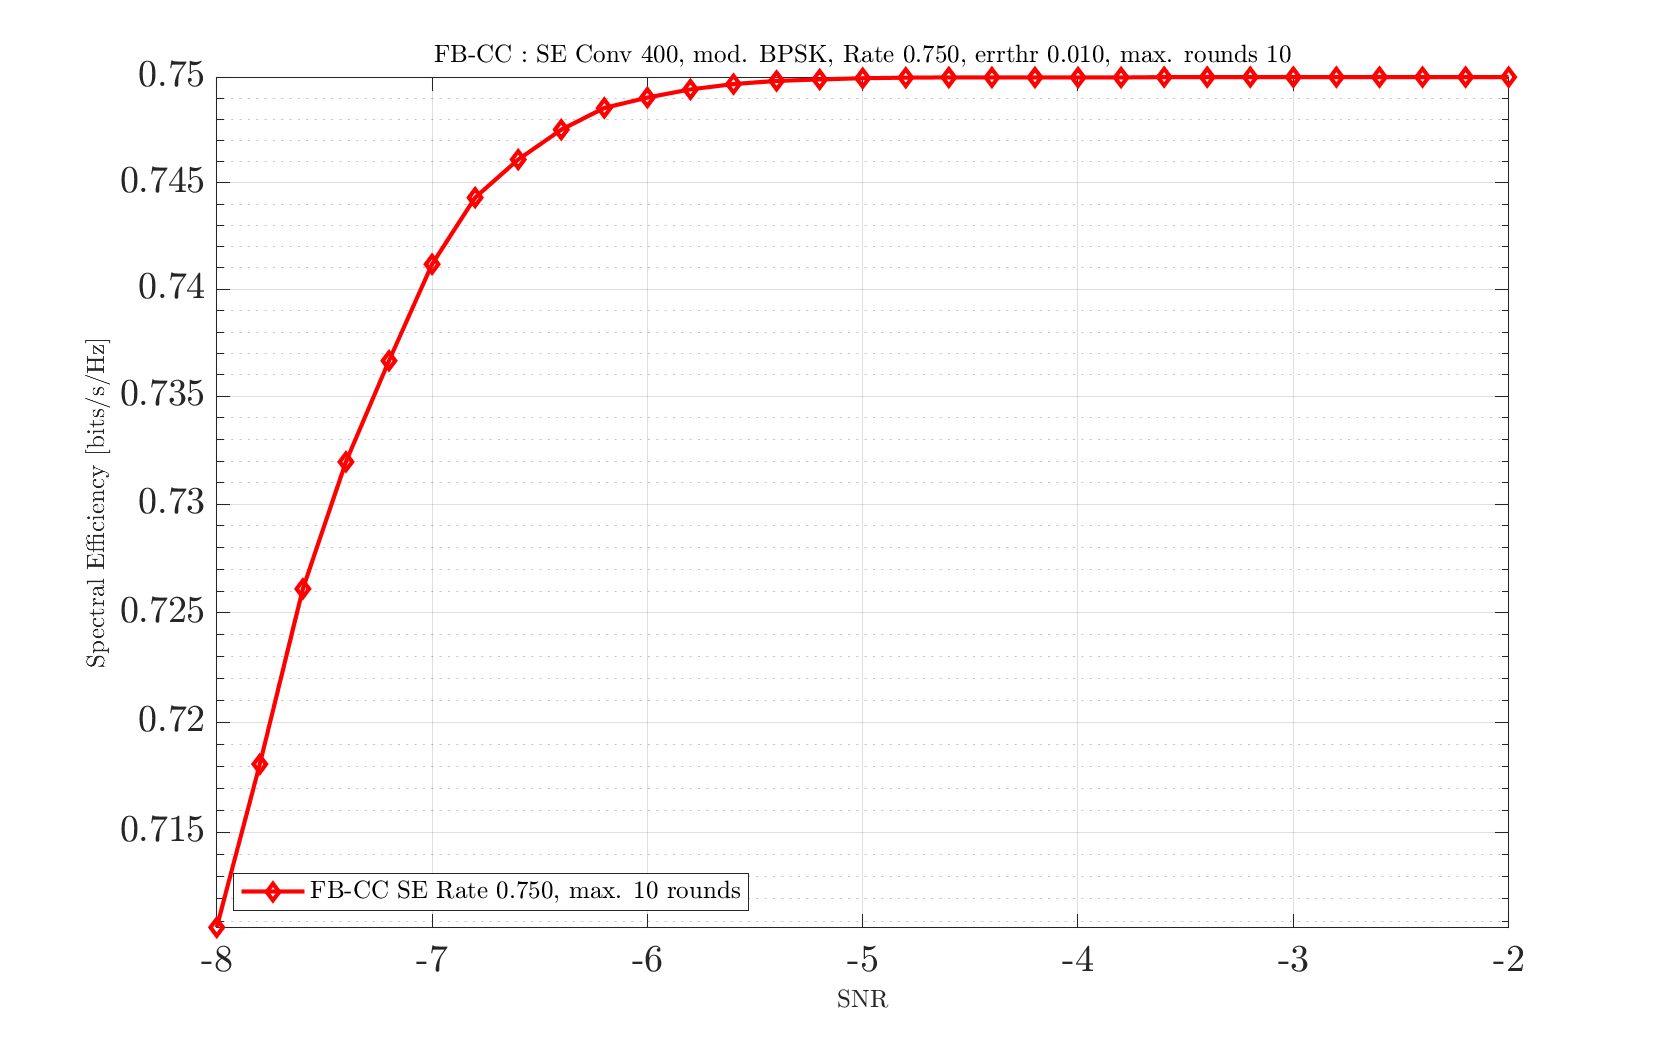 FB-CC : SE Conv 400, mod. BPSK, Rate 0.750, errthr 0.010, max. rounds 10
0.75
0.745
0.74
0.735
0.73
0.725
0.72
0.715
Spectral Efficiency [bits/s/Hz]
FB-CC SE Rate 0.750, max. 10 rounds
-8 -7 -6 -5 -4 -3 -2
SNR